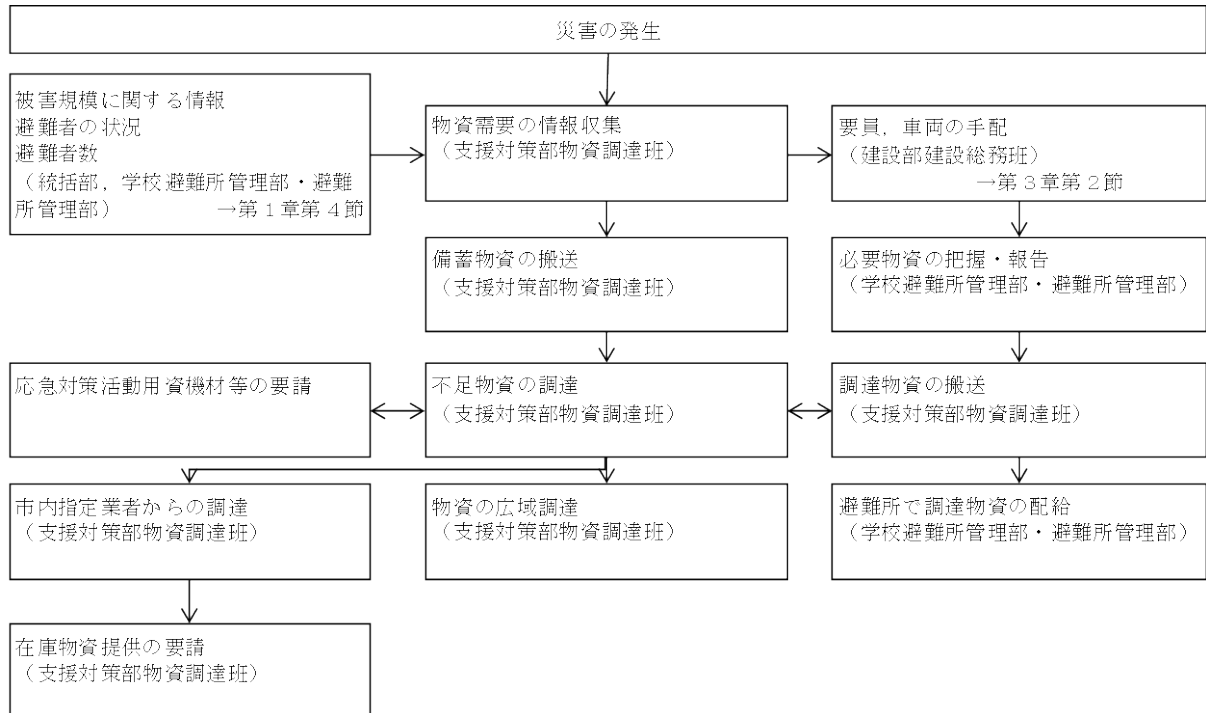 災害の発生
被害規模に関する情報
避難者の状況
避難者数
（統括部，学校避難所管理部・避難
所管理部）　　　　→第１章第４節
物資需要の情報収集
（支援対策部物資調達班）
要員，車両の手配
（建設部建設総務班）
→第３章第２節
備蓄物資の搬送
（支援対策部物資調達班）
必要物資の把握・報告
（学校避難所管理部・避難所管理部）
応急対策活動用資機材等の要請
不足物資の調達
（支援対策部物資調達班）
調達物資の搬送
（支援対策部物資調達班）
市内指定業者からの調達
（支援対策部物資調達班）
物資の広域調達
（支援対策部物資調達班）
避難所で調達物資の配給
（学校避難所管理部・避難所管理部）
在庫物資提供の要請
（支援対策部物資調達班）